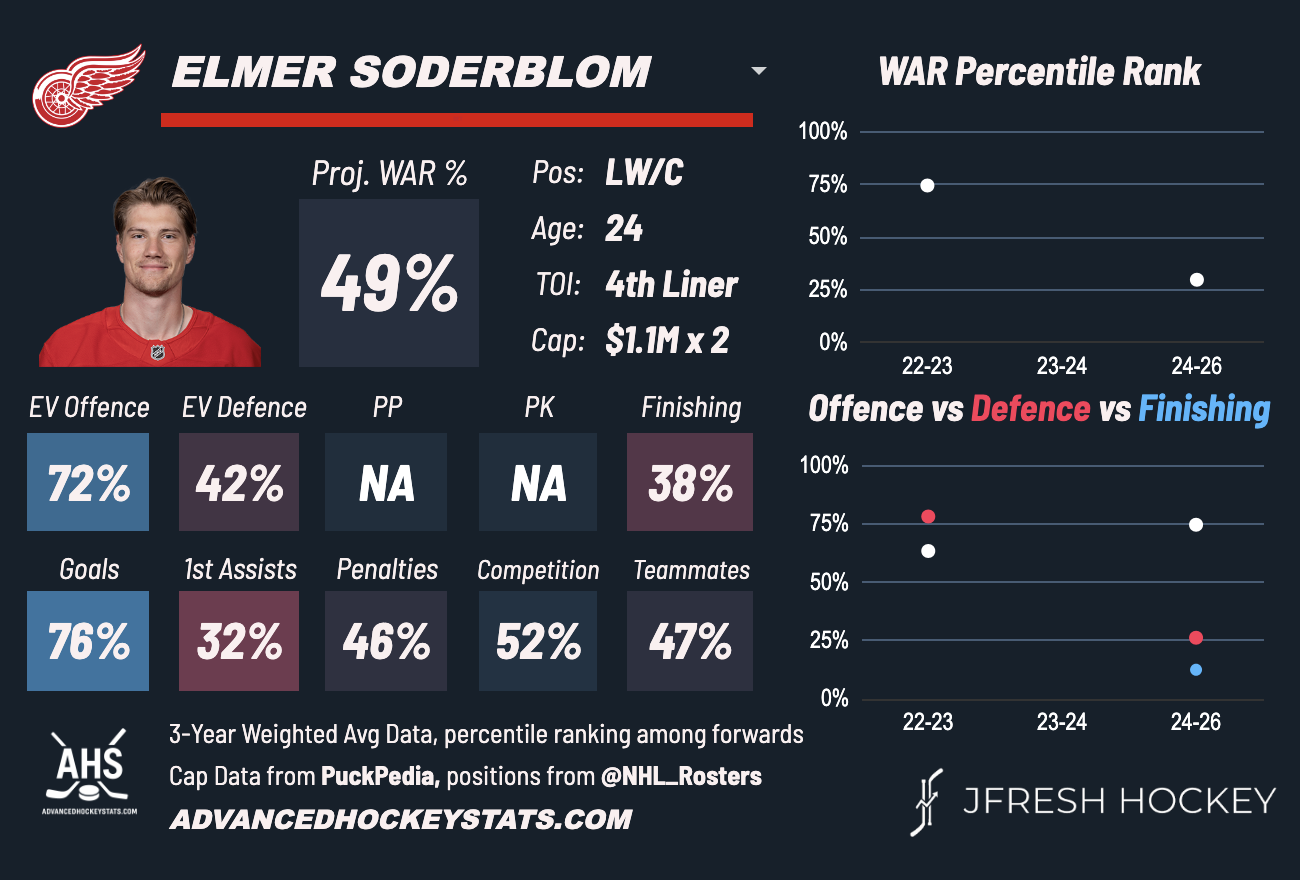 ELMER SODERBLOM
Proj. WAR %
49%
Pos: LW/C
Age: 24
TOI: 4th Liner
Cap: $1.1M x 2
EV Offence EV Defence PP PK Finishing
72% 42% NA NA 38%
Goals 1st Assists Penalties Competition Teammates
76% 32% 46% 52% 47%
WAR Percentile Rank
100%
75%
50%
25%
0%
22-23 23-24 24-26
Offence vs Defence vs Finishing
100%
75%
50%
25%
0%
22-23 23-24 24-26
AHS
ADVANCEDHOCKEYSTATS.COM
3-Year Weighted Avg Data, percentile ranking among forwards
Cap Data from PuckPedia, positions from @NHL_Rosters
ADVANCEDHOCKEYSTATS.COM
JFRESH HOCKEY